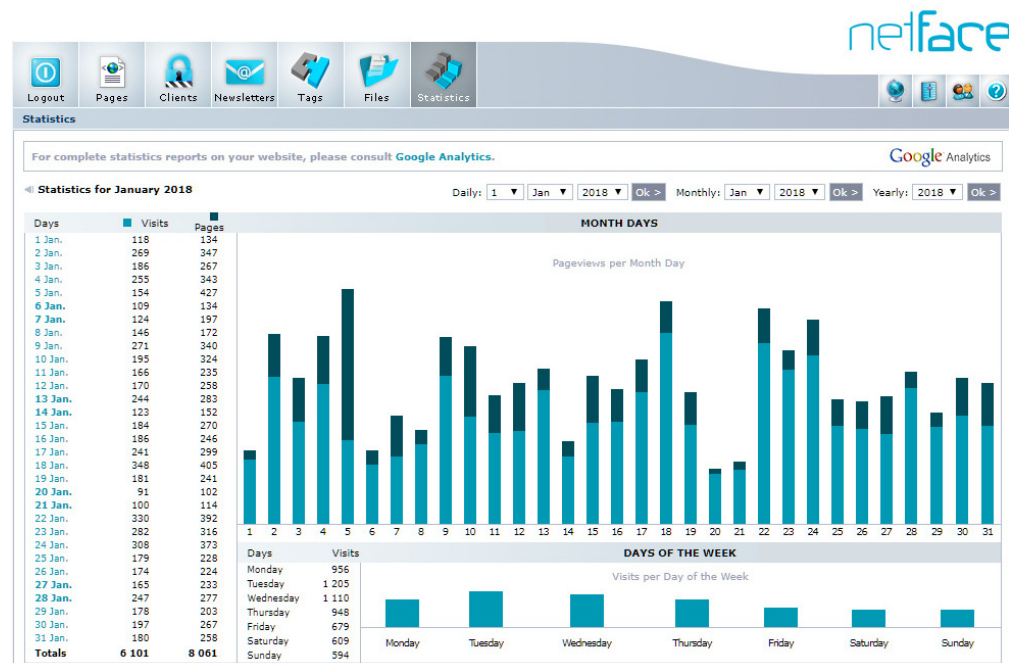 netface
Logout Pages Clients Newsletters Tags Files Statistics
Statistics
For complete statistics reports on your website, please consult Google Analytics.
Google Analytics
Statistics for January 2018
Daily: 1 Jan 2018 Ok > Monthly: Jan 2018 Ok > Yearly: 2018 Ok >
Days Visits Pages
1 Jan. 118 134
2 Jan. 269 347
3 Jan. 186 267
4 Jan. 255 343
5 Jan. 154 427
6 Jan. 109 134
7 Jan. 124 197
8 Jan. 146 172
9 Jan. 271 340
10 Jan. 195 324
11 Jan. 166 235
12 Jan. 170 258
13 Jan. 244 283
14 Jan. 123 152
15 Jan. 184 270
16 Jan. 186 246
17 Jan. 241 299
18 Jan. 348 405
19 Jan. 181 241
20 Jan. 91 102
21 Jan. 100 114
22 Jan. 330 392
23 Jan. 282 316
24 Jan. 308 373
25 Jan. 179 228
26 Jan. 174 224
27 Jan. 165 233
28 Jan. 247 277
29 Jan. 178 203
30 Jan. 197 267
31 Jan. 180 258
Totals 6 101 8 061
MONTH DAYS
Pageviews per Month Day
1 2 3 4 5 6 7 8 9 10 11 12 13 14 15 16 17 18 19 20 21 22 23 24 25 26 27 28 29 30 31
Days Visits
Monday 956
Tuesday 1 205
Wednesday 1 110
Thursday 948
Friday 679
Saturday 609
Sunday 594
DAYS OF THE WEEK
Visits per Day of the Week
Monday Tuesday Wednesday Thursday Friday Saturday Sunday